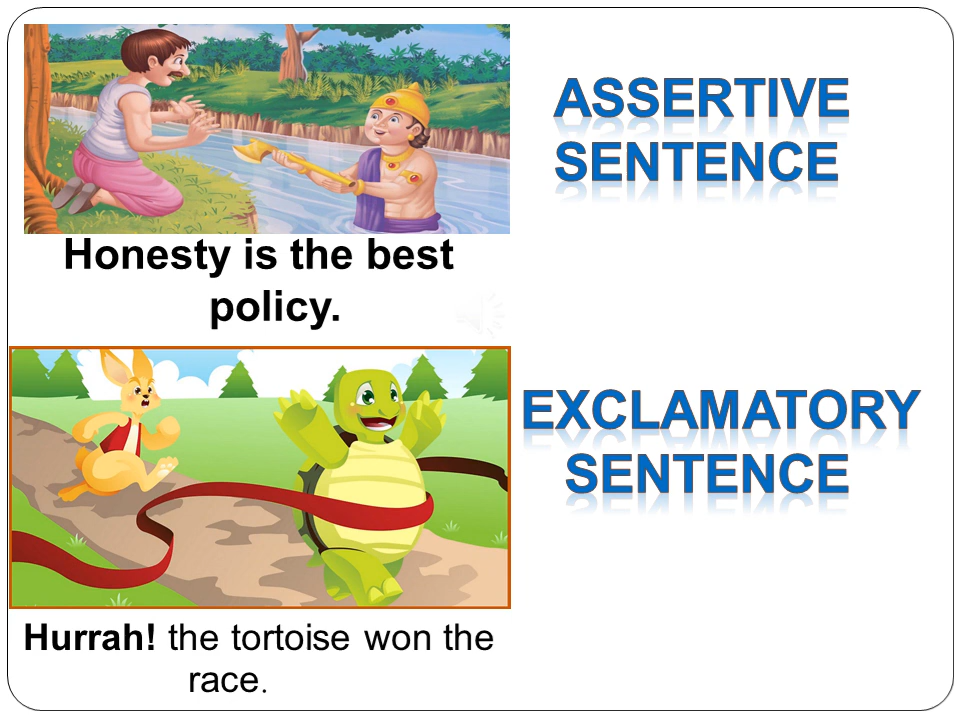 ASSERTIVE
SENTENCE
Honesty is the best
policy.
EXCLAMATORY
SENTENCE
Hurrah! the tortoise won the
race.